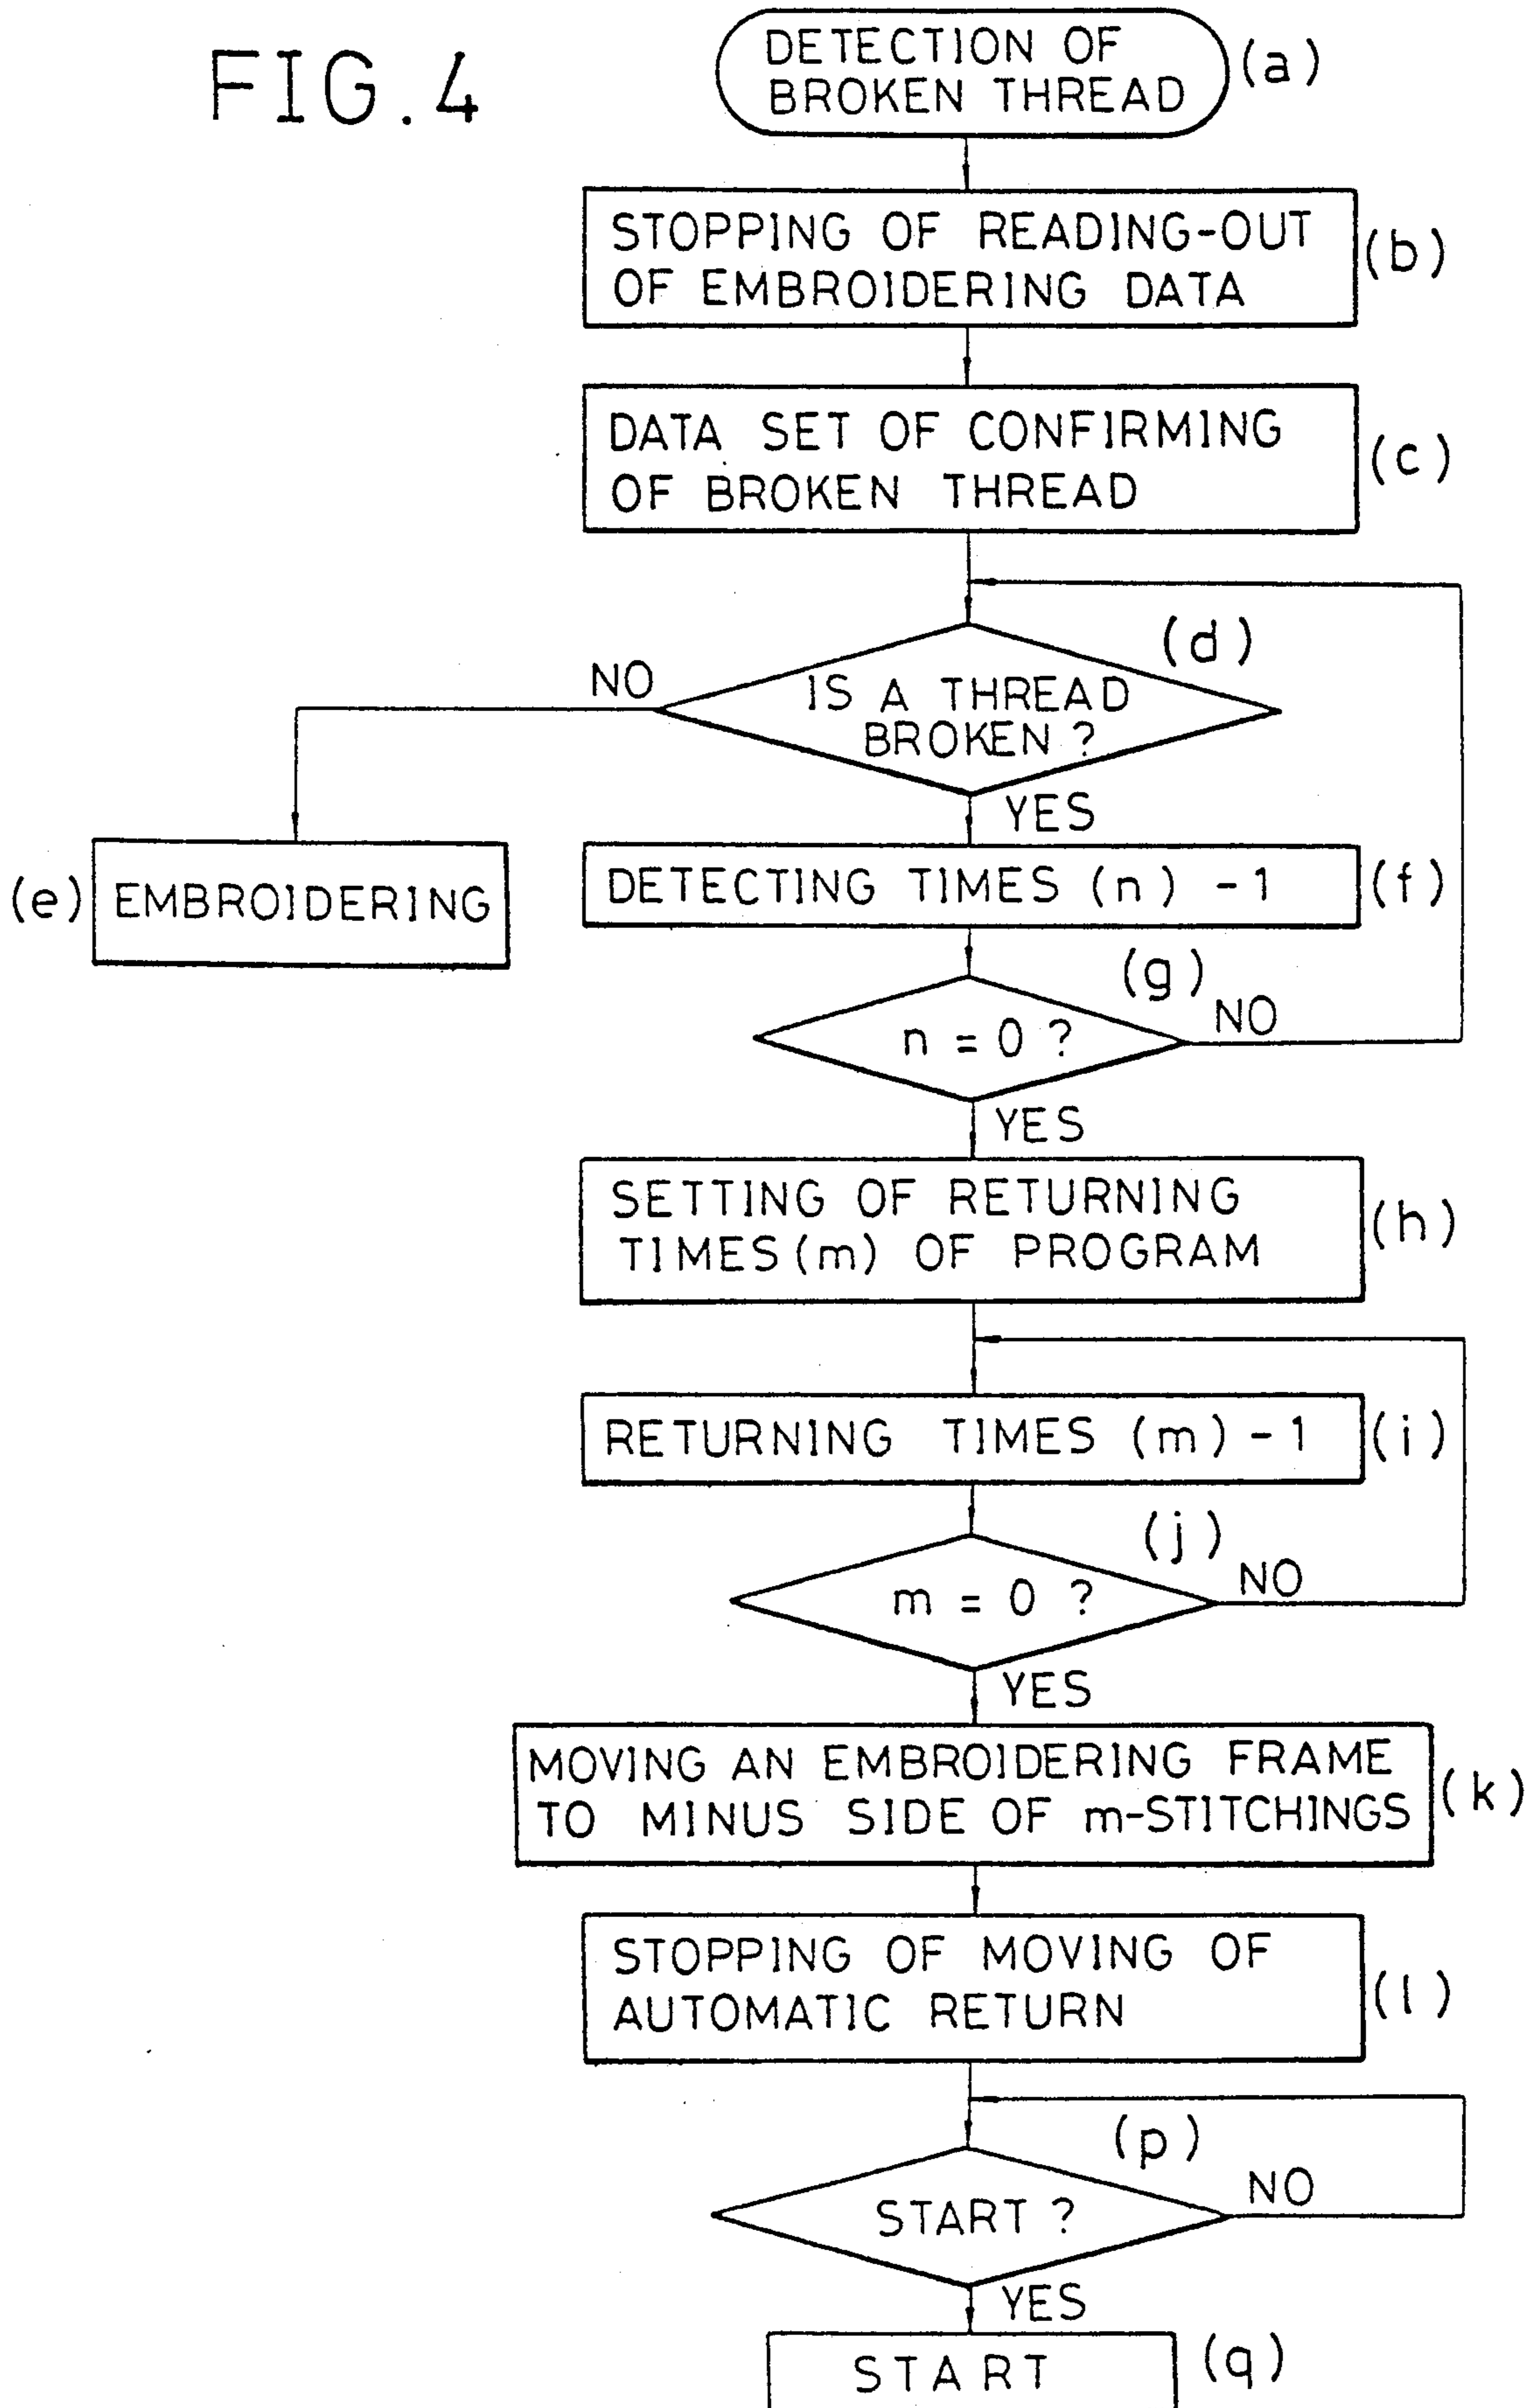 FIG. 4
DETECTION OF
BROKEN THREAD
(a)
STOPPING OF READING-OUT
OF EMBROIDERING DATA
(b)
DATA SET OF CONFIRMING
OF BROKEN THREAD
(c)
(d)
NO
IS A THREAD
BROKEN ?
YES
(e)
EMBROIDERING
DETECTING TIMES (n) -1
(f)
(g)
NO
n = 0 ?
YES
SETTING OF RETURNING
TIMES (m) OF PROGRAM
(h)
RETURNING TIMES (m) -1
(i)
(j)
NO
m = 0 ?
YES
MOVING AN EMBROIDERING FRAME
TO MINUS SIDE OF m-STITCHINGS
(k)
STOPPING OF MOVING OF
AUTOMATIC RETURN
(l)
(p)
NO
START ?
YES
START
(q)